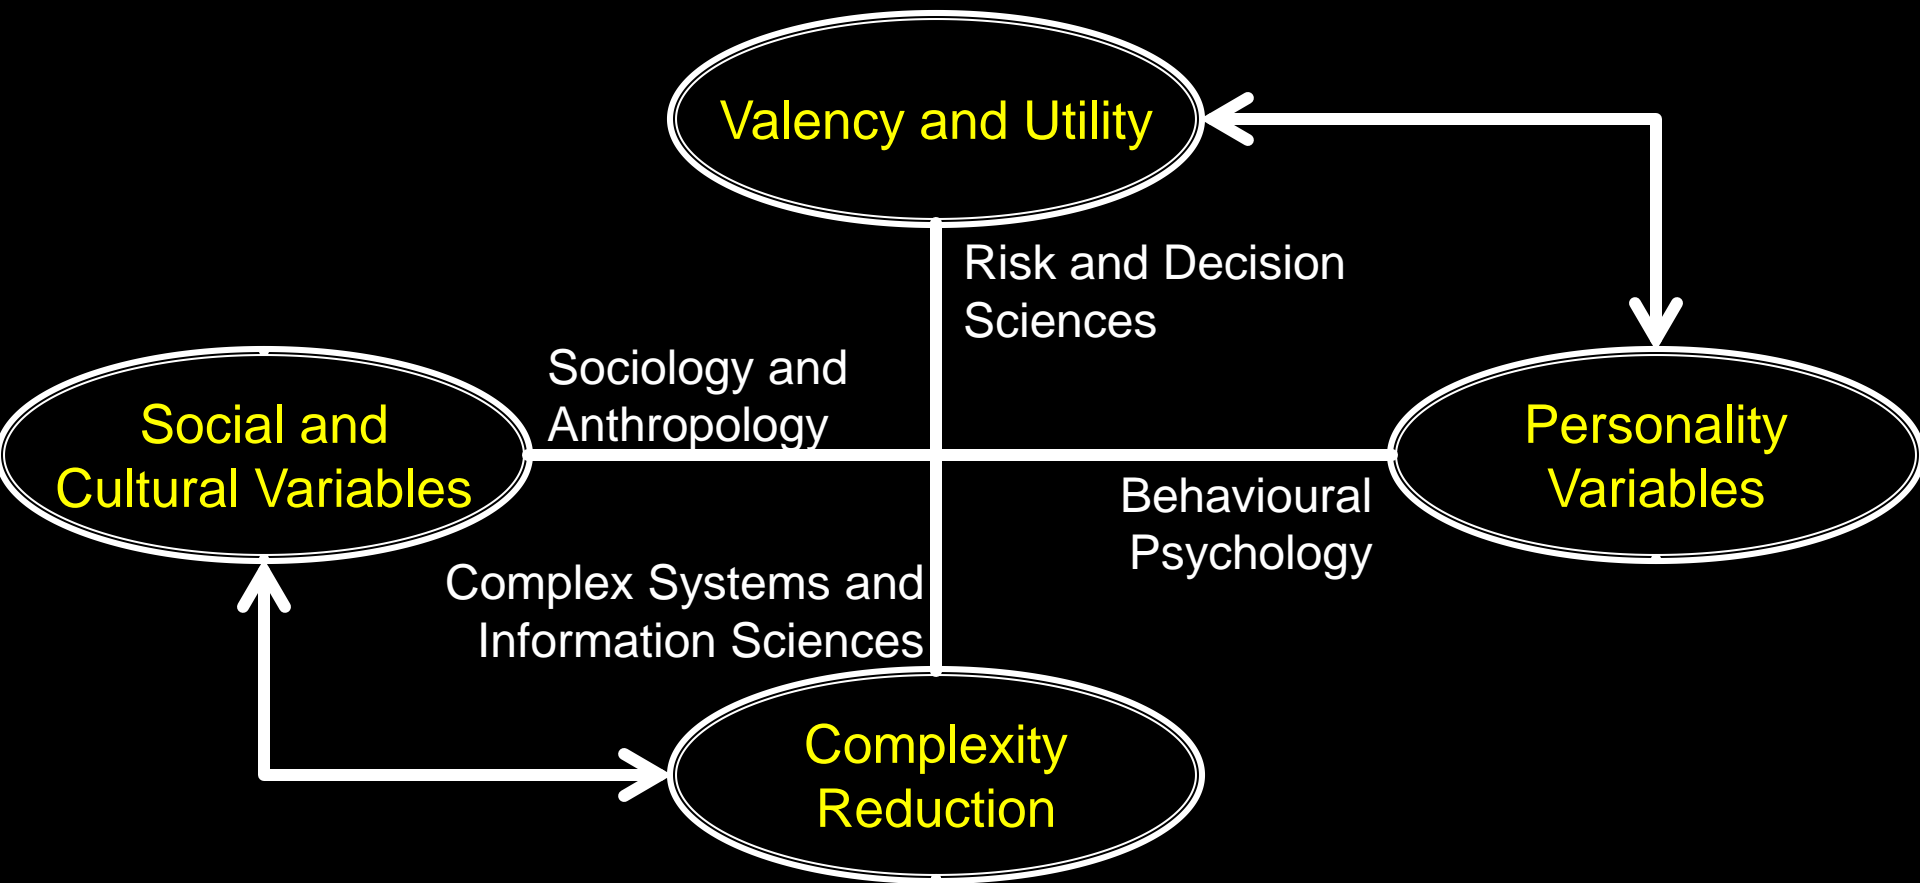 Valency and Utility
Risk and Decision
Sciences
Sociology and
Anthropology
Social and
Cultural Variables
Personality
Variables
Behavioural
Psychology
Complex Systems and
Information Sciences
Complexity
Reduction